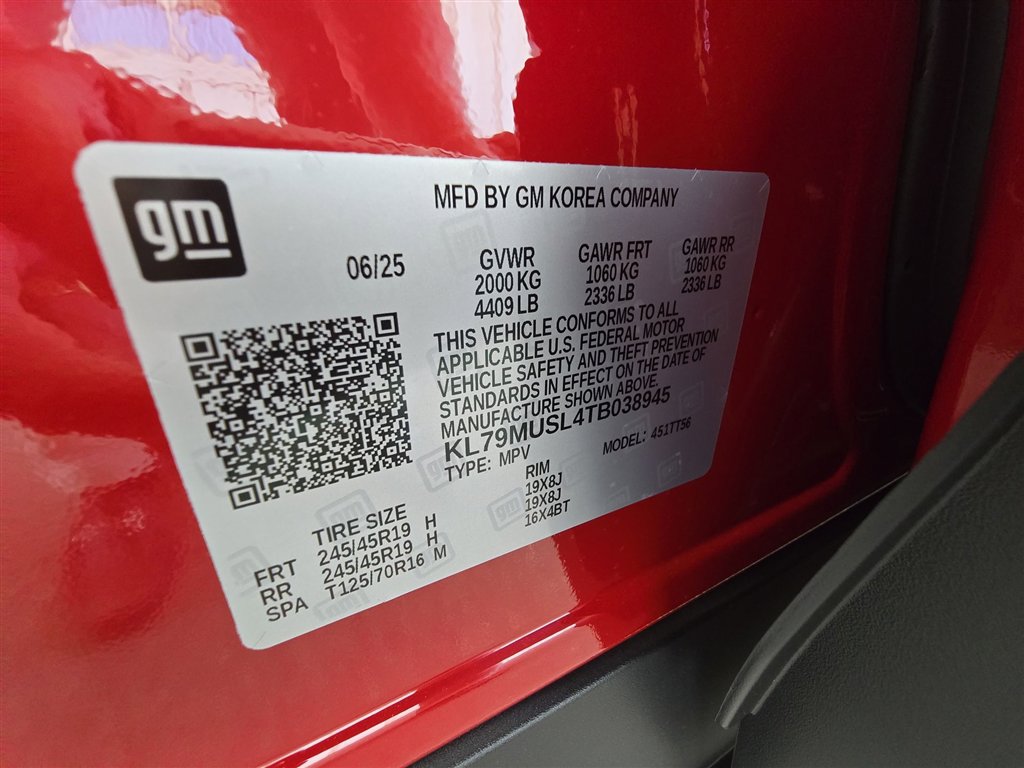 gm
MFD BY GM KOREA COMPANY
06/25
GVWR GAWR FRT GAWR RR
2000 KG 1060 KG 1060 KG
4409 LB 2336 LB 2336 LB
THIS VEHICLE CONFORMS TO ALL
APPLICABLE U.S. FEDERAL MOTOR
VEHICLE SAFETY AND THEFT PREVENTION
STANDARDS IN EFFECT ON THE DATE OF
MANUFACTURE SHOWN ABOVE.
KL79MUSL4TB038945
TYPE: MPV MODEL: 451TT56
TIRE SIZE RIM
FRT 245/45R19 H 19X8J
RR 245/45R19 H 19X8J
SPA T125/70R16 M 16X4BT